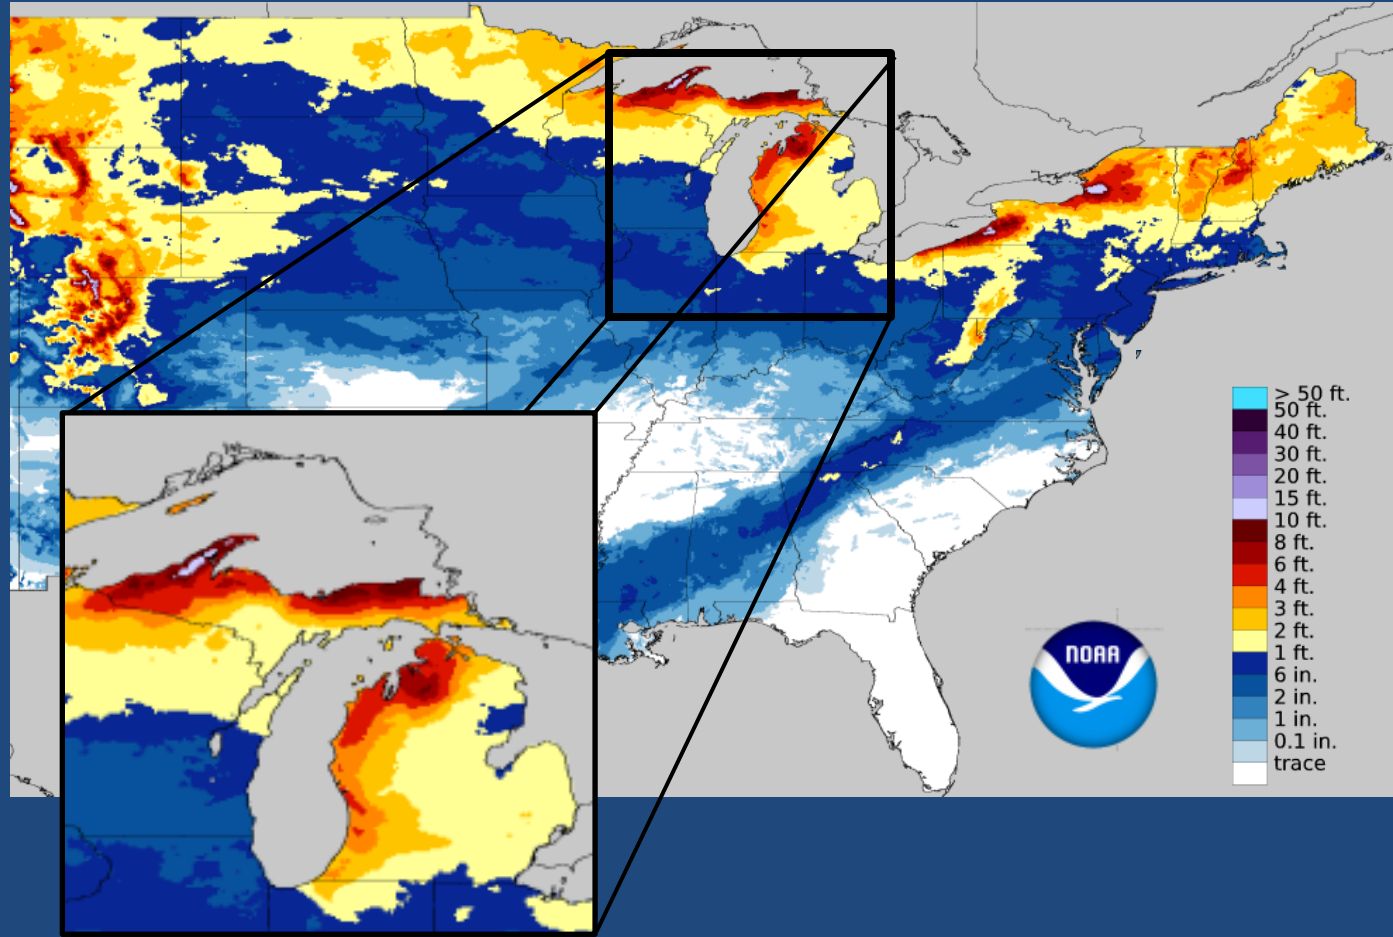 > 50 ft.
50 ft.
40 ft.
30 ft.
20 ft.
15 ft.
10 ft.
8 ft.
6 ft.
4 ft.
3 ft.
2 ft.
1 ft.
6 in.
2 in.
1 in.
0.1 in.
trace
NOAA